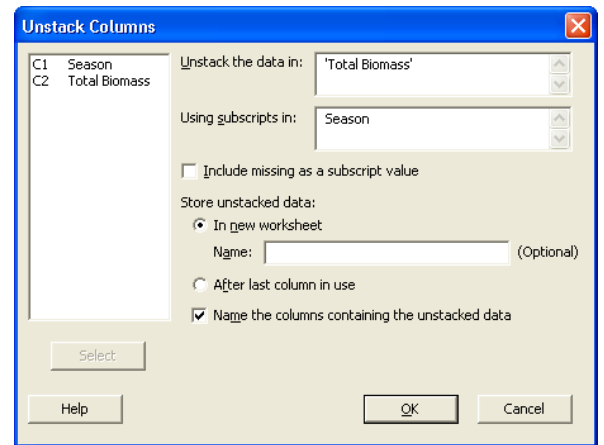 Unstack Columns
C1 Season
C2 Total Biomass
Unstack the data in:
'Total Biomass'
Using subscripts in:
Season
Include missing as a subscript value
Store unstacked data:
In new worksheet
Name:
(Optional)
After last column in use
Name the columns containing the unstacked data
Select
Help
OK
Cancel